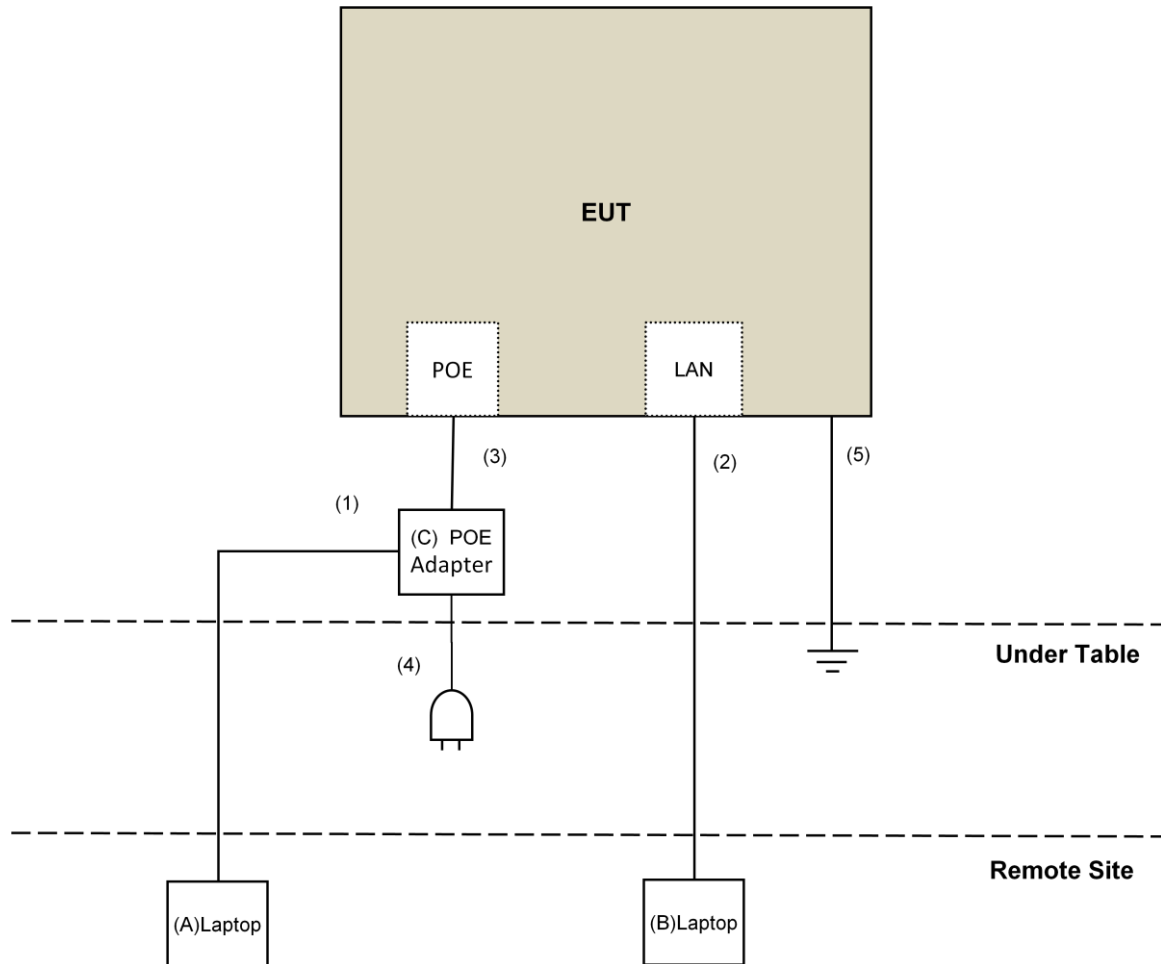 EUT
POE
LAN
(3)
(2)
(5)
(1)
(C) POE
Adapter
Under Table
(4)
Remote Site
(A)Laptop
(B)Laptop